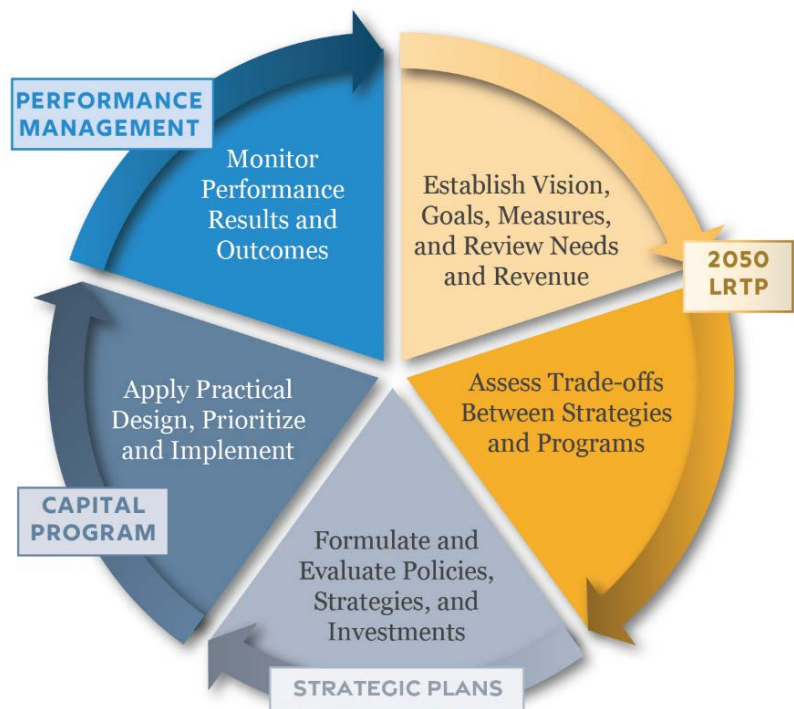 PERFORMANCE
MANAGEMENT
Monitor
Performance
Results and
Outcomes
Establish Vision,
Goals, Measures,
and Review Needs
and Revenue
2050
LRTP
Assess Trade-offs
Between Strategies
and Programs
Formulate and
Evaluate Policies,
Strategies, and
Investments
STRATEGIC PLANS
Apply Practical
Design, Prioritize
and Implement
CAPITAL
PROGRAM